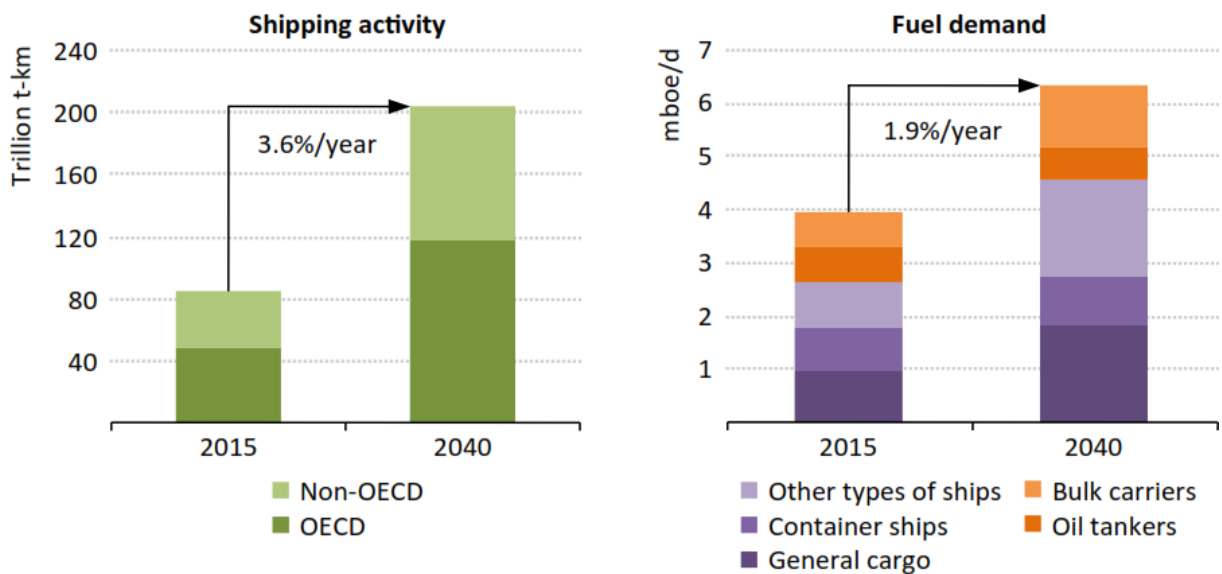 Shipping activity
Trillion t-km
240
200
160
120
80
40
3.6%/year
2015
2040
Non-OECD
OECD
Fuel demand
mboe/d
7
6
5
4
3
2
1
1.9%/year
2015
2040
Other types of ships
Bulk carriers
Container ships
Oil tankers
General cargo